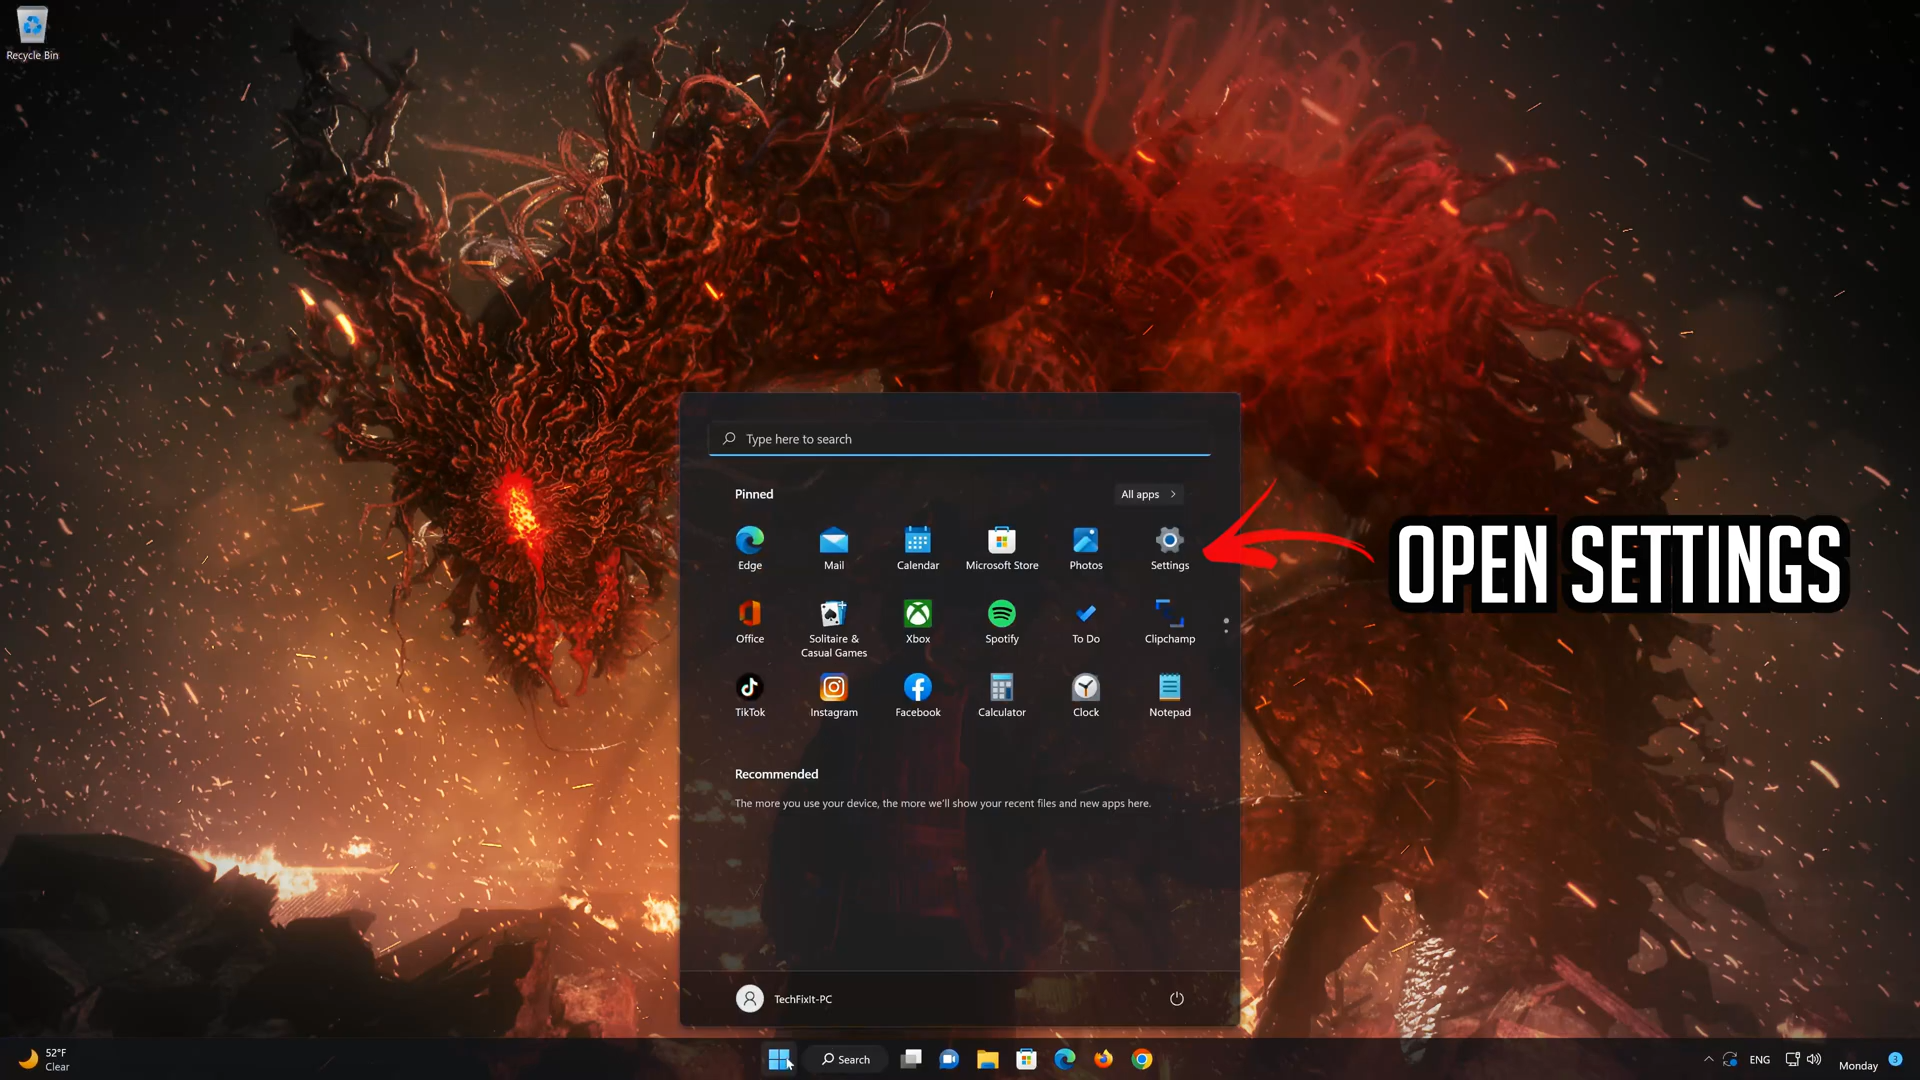 Recycle Bin
Type here to search
Pinned
All apps
Edge
Mail
Calendar
Microsoft Store
Photos
Settings
OPEN SETTINGS
Office
Solitaire &
Casual Games
Xbox
Spotify
To Do
Clipchamp
TikTok
Instagram
Facebook
Calculator
Clock
Notepad
Recommended
The more you use your device, the more we'll show your recent files and new apps here.
TechFixIt-PC
52°F
Clear
Search
ENG
Monday
3